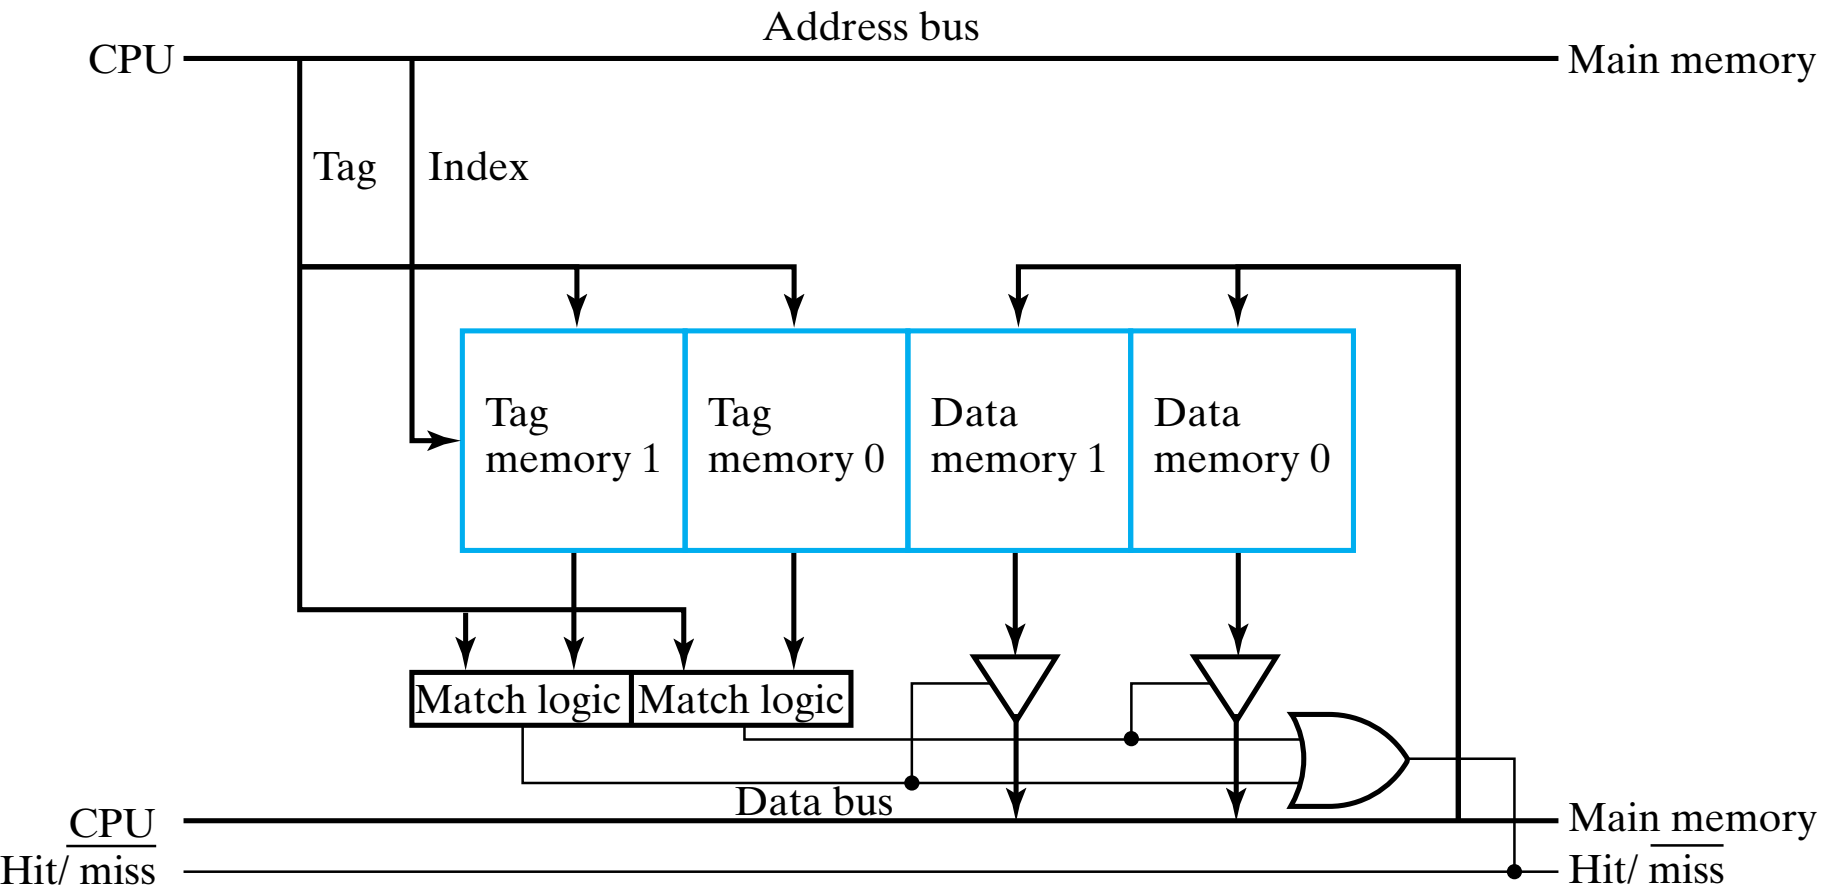 Address bus
CPU
Main memory
Tag
Index
Tag
memory 1
Tag
memory 0
Data
memory 1
Data
memory 0
Match logic
Match logic
Data bus
CPU
Main memory
Hit/ miss
Hit/ miss